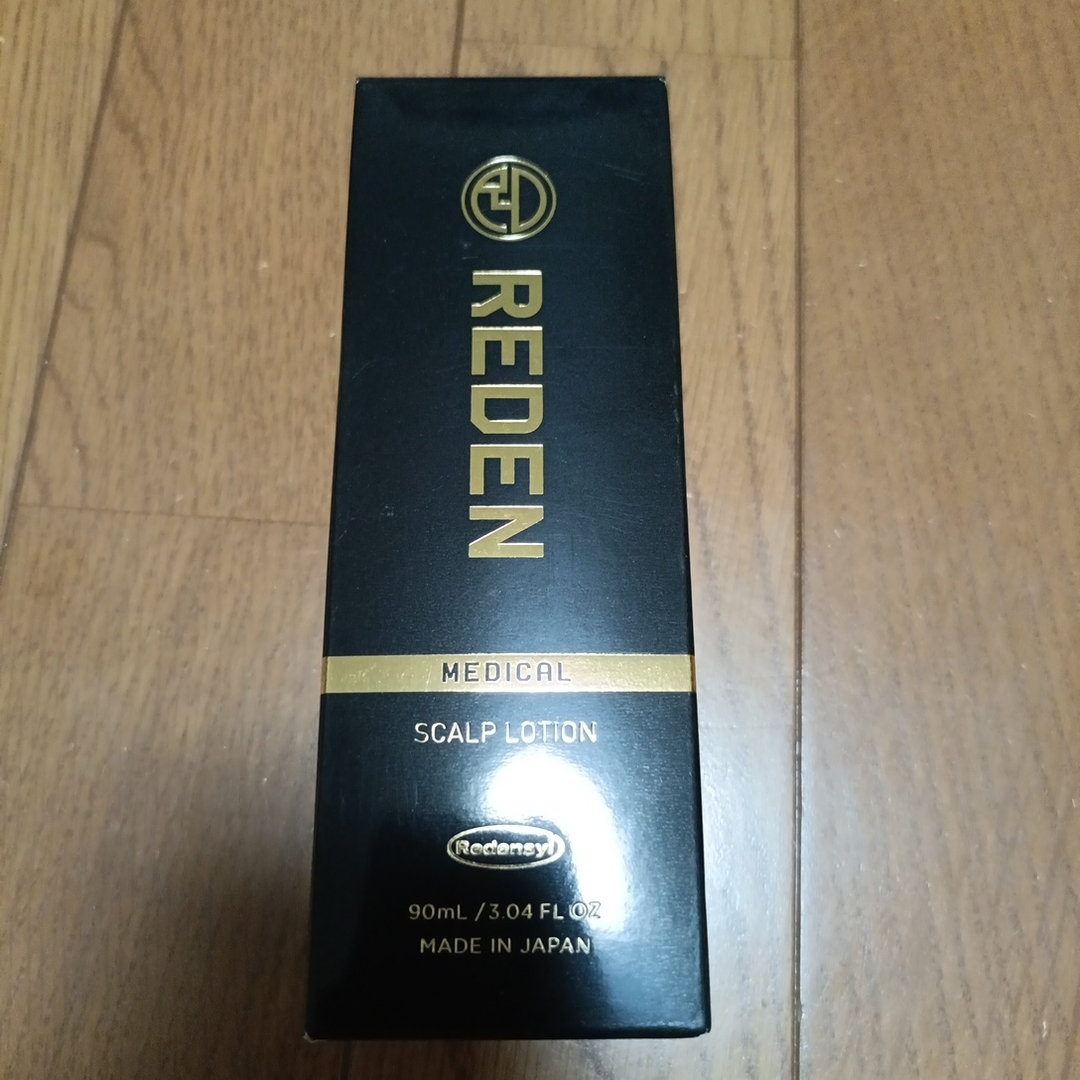 REDEN
MEDICAL
SCALP LOTION
Redensyl
90mL / 3.04 FL OZ
MADE IN JAPAN